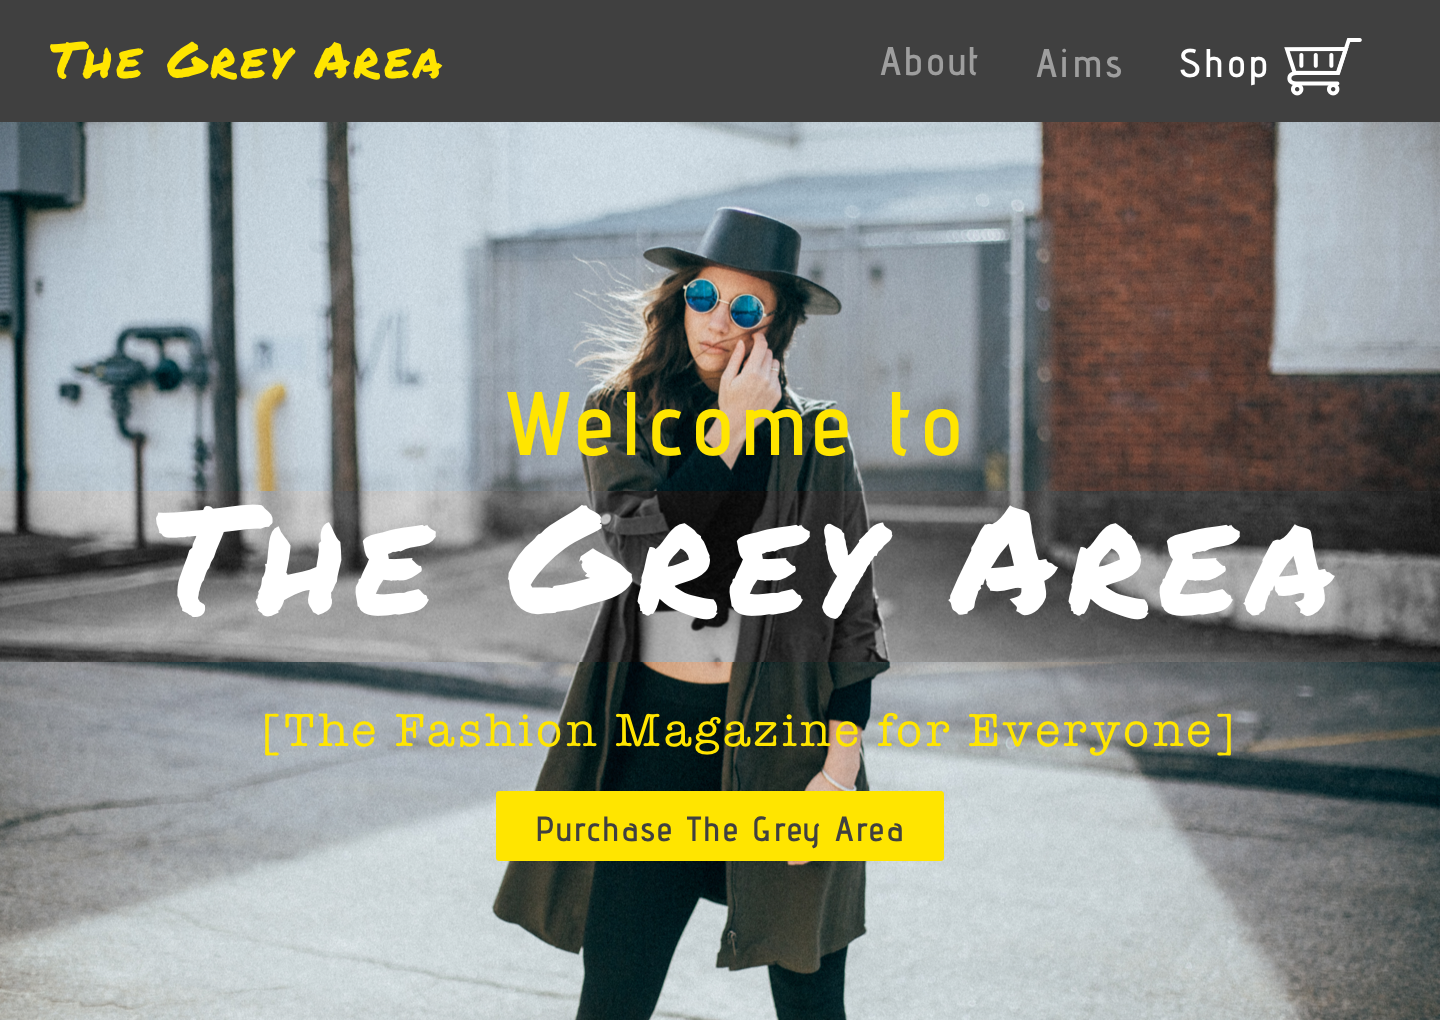 The Grey Area
About Aims Shop
Welcome to
The Grey Area
[The Fashion Magazine for Everyone]
Purchase The Grey Area